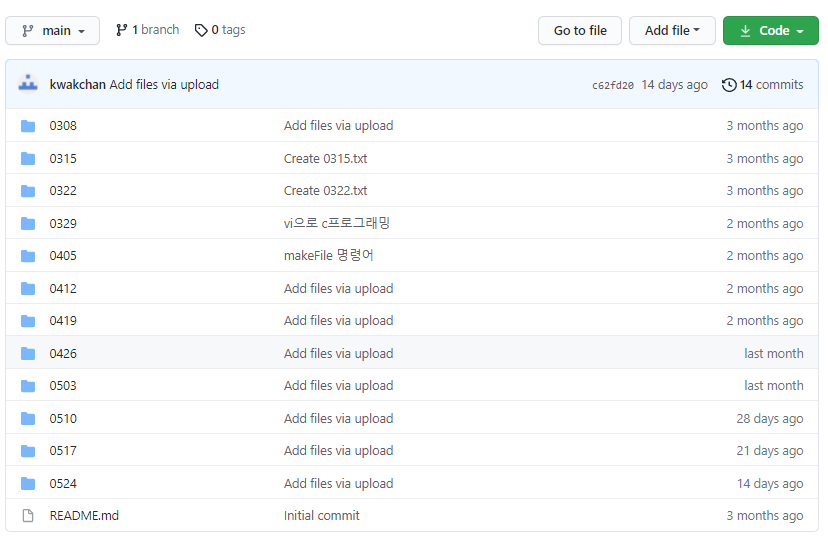 main 1 branch 0 tags Go to file Add file Code
kwakchan Add files via upload c62fd20 14 days ago 14 commits
0308 Add files via upload 3 months ago
0315 Create 0315.txt 3 months ago
0322 Create 0322.txt 3 months ago
0329 vi으로 c프로그래밍 2 months ago
0405 makeFile 명령어 2 months ago
0412 Add files via upload 2 months ago
0419 Add files via upload 2 months ago
0426 Add files via upload last month
0503 Add files via upload last month
0510 Add files via upload 28 days ago
0517 Add files via upload 21 days ago
0524 Add files via upload 14 days ago
README.md Initial commit 3 months ago